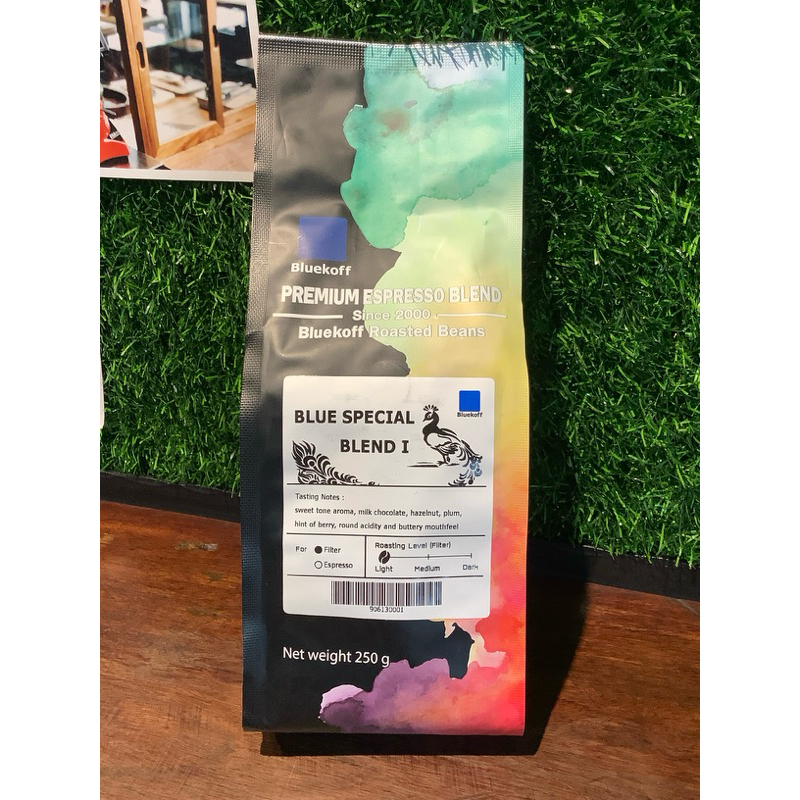 Bluekoff
PREMIUM ESPRESSO BLEND
Since 2000
Bluekoff Roasted Beans
BLUE SPECIAL
BLEND I
Bluekoff
Tasting Notes :
sweet tone aroma, milk chocolate, hazelnut, plum,
hint of berry, round acidity and buttery mouthfeel
For Filter
Espresso
Roasting Level (Filter)
Light Medium Dark
906130001
Net weight 250 g